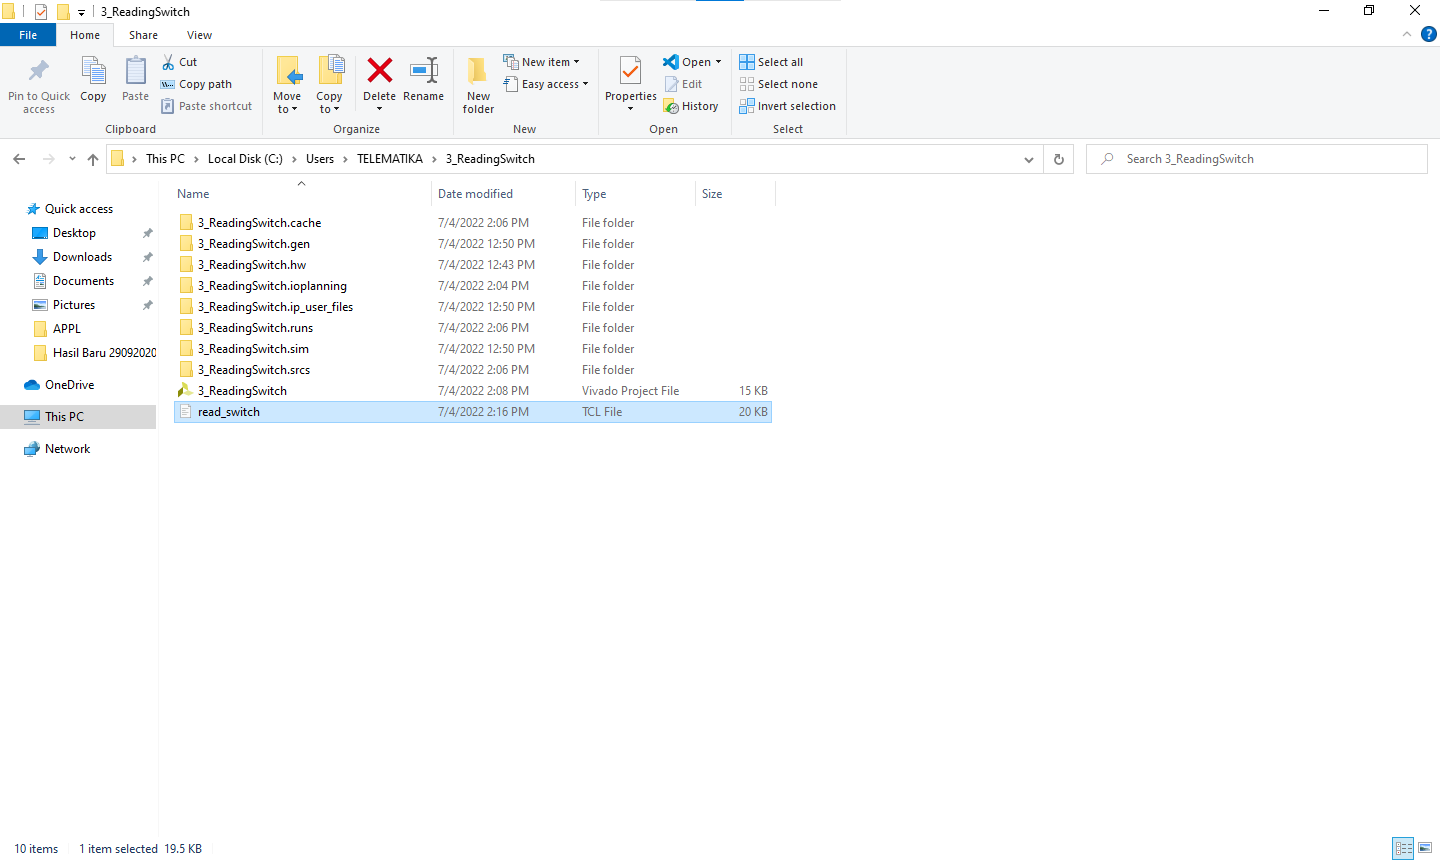 3_ReadingSwitch
File Home Share View
?
Pin to Quick access
Copy
Paste
Cut
Copy path
Paste shortcut
Clipboard
Move to
Copy to
Delete
Rename
Organize
New folder
New item
Easy access
New
Properties
Open
Edit
History
Open
Select all
Select none
Invert selection
Select
This PC Local Disk (C:) Users TELEMATIKA 3_ReadingSwitch
Search 3_ReadingSwitch
Quick access
Desktop
Downloads
Documents
Pictures
APPL
Hasil Baru 29092020
OneDrive
This PC
Network
Name Date modified Type Size
3_ReadingSwitch.cache 7/4/2022 2:06 PM File folder
3_ReadingSwitch.gen 7/4/2022 12:50 PM File folder
3_ReadingSwitch.hw 7/4/2022 12:43 PM File folder
3_ReadingSwitch.ioplanning 7/4/2022 2:04 PM File folder
3_ReadingSwitch.ip_user_files 7/4/2022 12:50 PM File folder
3_ReadingSwitch.runs 7/4/2022 2:06 PM File folder
3_ReadingSwitch.sim 7/4/2022 12:50 PM File folder
3_ReadingSwitch.srcs 7/4/2022 2:06 PM File folder
3_ReadingSwitch 7/4/2022 2:08 PM Vivado Project File 15 KB
read_switch 7/4/2022 2:16 PM TCL File 20 KB
10 items 1 item selected 19.5 KB